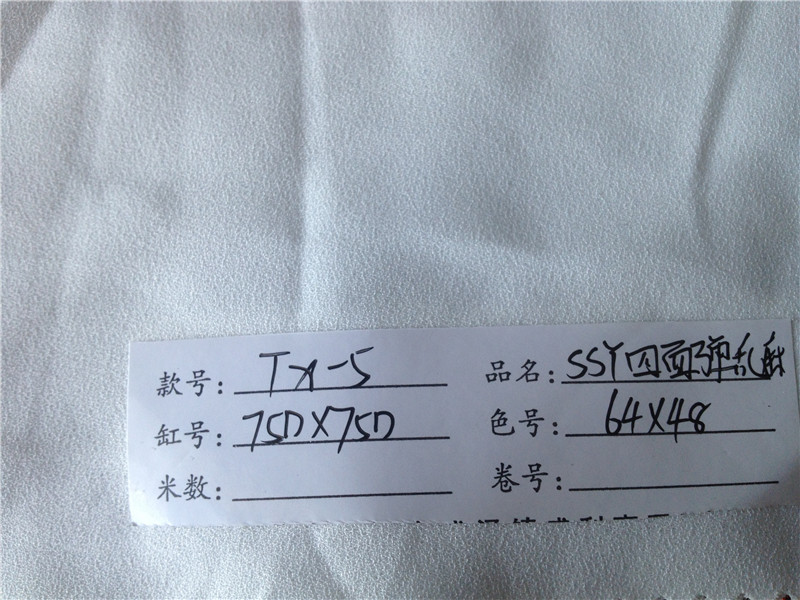 款号: TX-5 品名: SSY四面弹乱麻
缸号: 75D×75D 色号: 64×48
米数: 卷号: